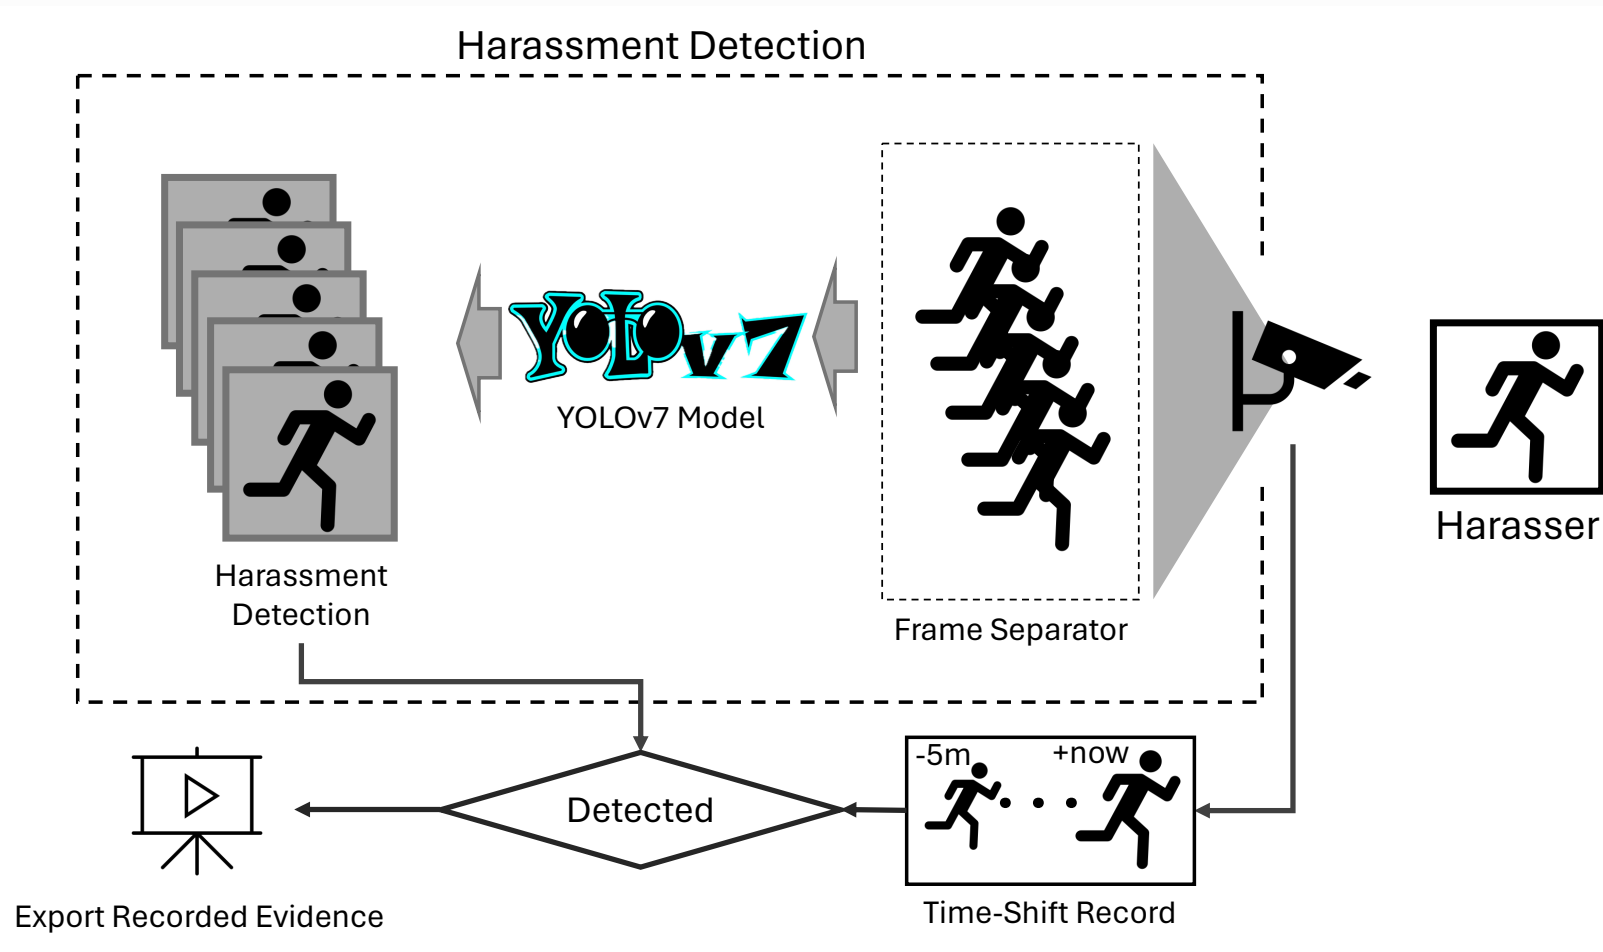 Harassment Detection
YOLOv7
YOLOv7 Model
Harasser
Harassment
Detection
Frame Separator
-5m
+now
Detected
Time-Shift Record
Export Recorded Evidence